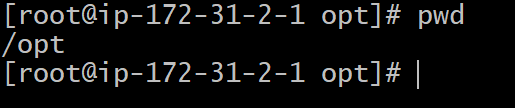 [root@ip-172-31-2-1 opt]# pwd
/opt
[root@ip-172-31-2-1 opt]#